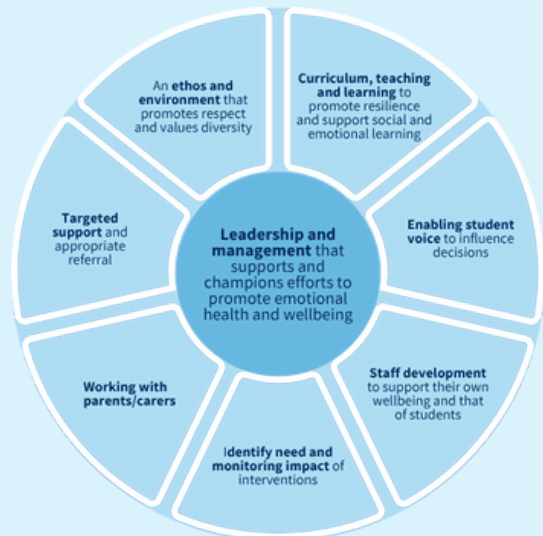 An ethos and
environment that
promotes respect
and values diversity
Curriculum, teaching
and learning to
promote resilience
and support social and
emotional learning
Enabling student
voice to influence
decisions
Staff development
to support their own
wellbeing and that
of students
Identify need and
monitoring impact of
interventions
Working with
parents/carers
Targeted
support and
appropriate
referral
Leadership and
management that
supports and
champions efforts to
promote emotional
health and wellbeing